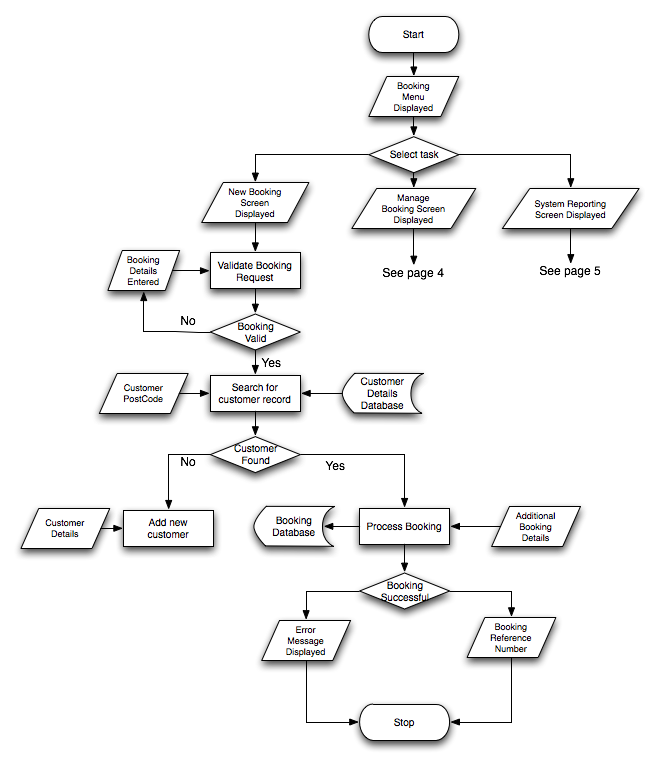 Start
Booking
Menu
Displayed
Select task
New Booking
Screen
Displayed
Manage
Booking Screen
Displayed
System Reporting
Screen Displayed
See page 4
See page 5
Booking
Details
Entered
Validate Booking
Request
No
Booking
Valid
Yes
Customer
PostCode
Search for
customer record
Customer
Details
Database
Customer
Found
No
Yes
Customer
Details
Add new
customer
Booking
Database
Process Booking
Additional
Booking
Details
Booking
Successful
Error
Message
Displayed
Booking
Reference
Number
Stop